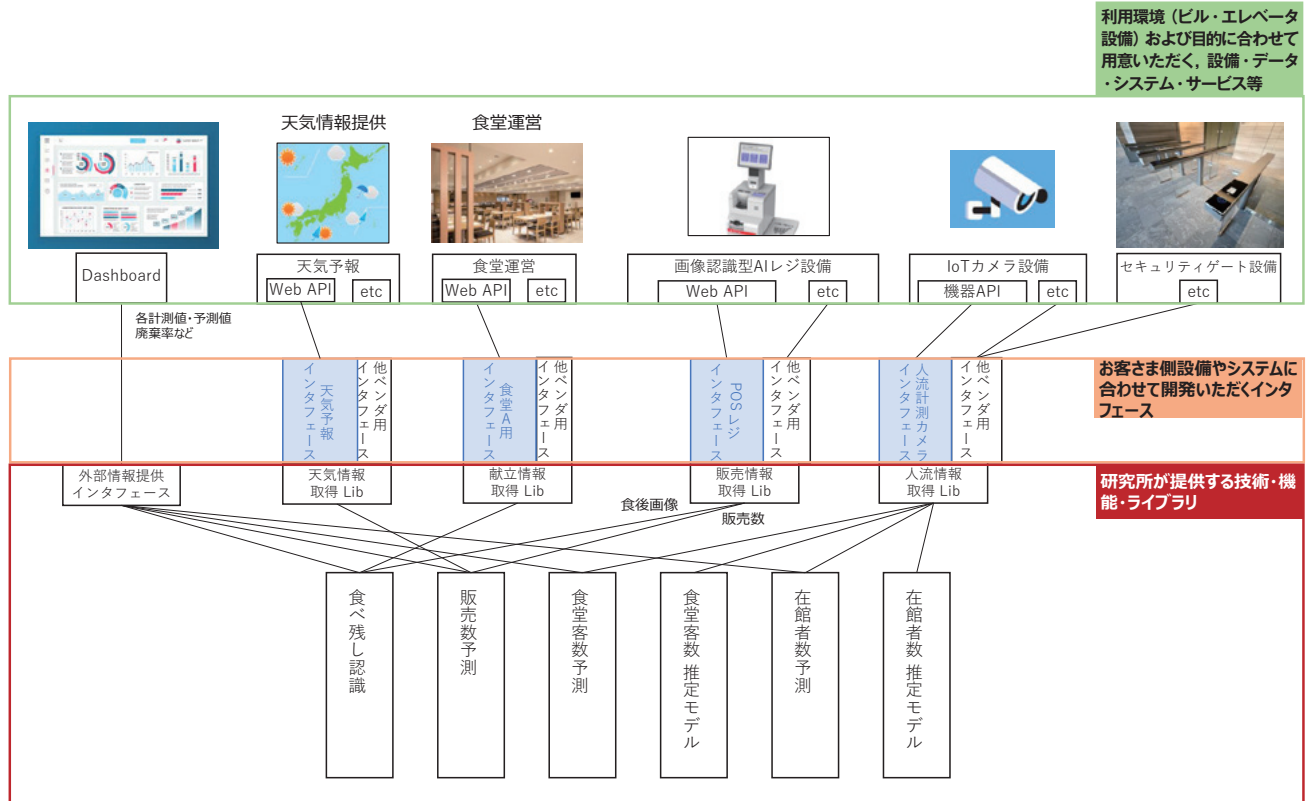 利用環境（ビル・エレベータ
設備）および目的に合わせて
用意いただく，設備・データ
・システム・サービス等
天気情報提供
食堂運営
Dashboard
天気予報
Web API
etc
食堂運営
Web API
etc
画像認識型AIレジ設備
Web API
etc
IoTカメラ設備
機器API
etc
セキュリティゲート設備
etc
各計測値・予測値
廃棄率など
天気予報
インタフェース
他ベンダ用
インタフェース
食堂A用
インタフェース
他ベンダ用
インタフェース
POSレジ
インタフェース
他ベンダ用
インタフェース
人流計測カメラ
インタフェース
他ベンダ用
インタフェース
お客さま側設備やシステムに
合わせて開発いただくインタ
フェース
外部情報提供
インタフェース
天気情報
取得 Lib
献立情報
取得 Lib
販売情報
取得 Lib
人流情報
取得 Lib
研究所が提供する技術・機
能・ライブラリ
食後画像
販売数
食べ残し認識
販売数予測
食堂客数予測
食堂客数 推定モデル
在館者数予測
在館者数 推定モデル